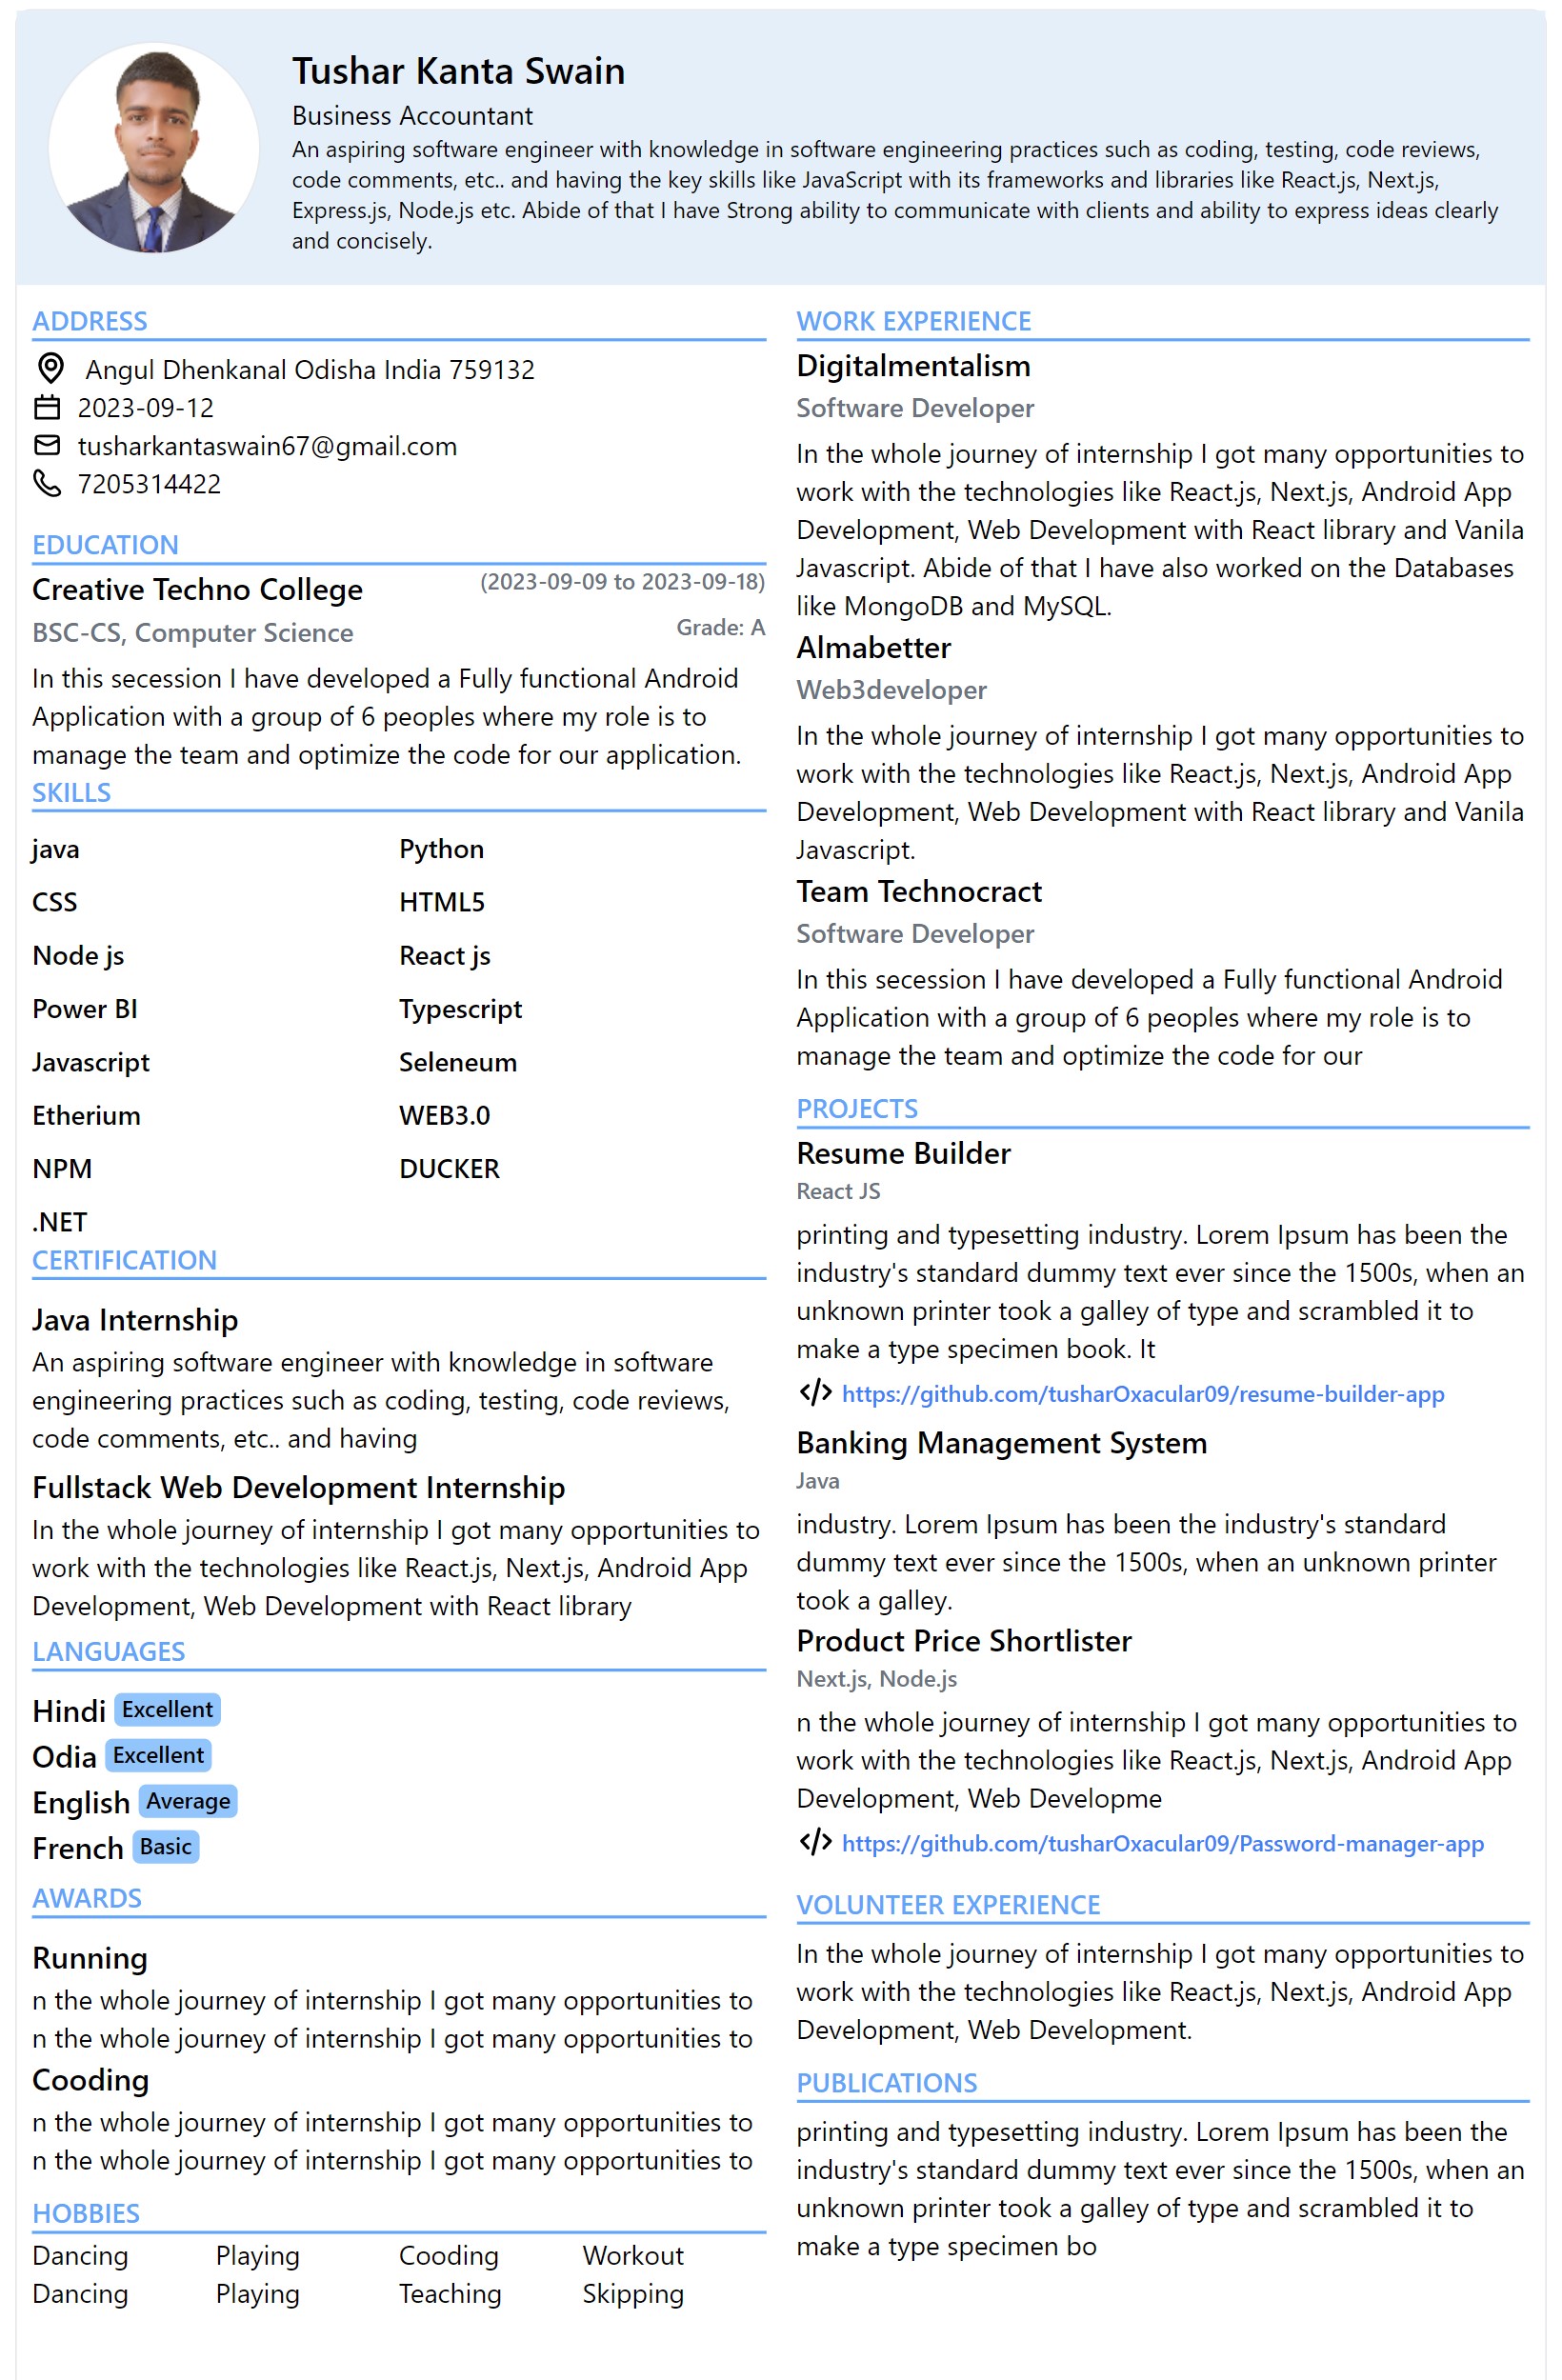 Tushar Kanta Swain
Business Accountant
An aspiring software engineer with knowledge in software engineering practices such as coding, testing, code reviews,
code comments, etc.. and having the key skills like JavaScript with its frameworks and libraries like React.js, Next.js,
Express.js, Node.js etc. Abide of that I have Strong ability to communicate with clients and ability to express ideas clearly
and concisely.
ADDRESS
Angul Dhenkanal Odisha India 759132
2023-09-12
tusharkantaswain67@gmail.com
7205314422
EDUCATION
Creative Techno College
(2023-09-09 to 2023-09-18)
BSC-CS, Computer Science
Grade: A
In this secession I have developed a Fully functional Android
Application with a group of 6 peoples where my role is to
manage the team and optimize the code for our application.
SKILLS
java Python
CSS HTML5
Node js React js
Power BI Typescript
Javascript Seleneum
Etherium WEB3.0
NPM DUCKER
.NET
CERTIFICATION
Java Internship
An aspiring software engineer with knowledge in software
engineering practices such as coding, testing, code reviews,
code comments, etc.. and having
Fullstack Web Development Internship
In the whole journey of internship I got many opportunities to
work with the technologies like React.js, Next.js, Android App
Development, Web Development with React library
LANGUAGES
Hindi Excellent
Odia Excellent
English Average
French Basic
AWARDS
Running
n the whole journey of internship I got many opportunities to
n the whole journey of internship I got many opportunities to
Cooding
n the whole journey of internship I got many opportunities to
n the whole journey of internship I got many opportunities to
HOBBIES
Dancing Playing Cooding Workout
Dancing Playing Teaching Skipping
WORK EXPERIENCE
Digitalmentalism
Software Developer
In the whole journey of internship I got many opportunities to
work with the technologies like React.js, Next.js, Android App
Development, Web Development with React library and Vanila
Javascript. Abide of that I have also worked on the Databases
like MongoDB and MySQL.
Almabetter
Web3developer
In the whole journey of internship I got many opportunities to
work with the technologies like React.js, Next.js, Android App
Development, Web Development with React library and Vanila
Javascript.
Team Technocract
Software Developer
In this secession I have developed a Fully functional Android
Application with a group of 6 peoples where my role is to
manage the team and optimize the code for our
PROJECTS
Resume Builder
React JS
printing and typesetting industry. Lorem Ipsum has been the
industry's standard dummy text ever since the 1500s, when an
unknown printer took a galley of type and scrambled it to
make a type specimen book. It
https://github.com/tusharOxacular09/resume-builder-app
Banking Management System
Java
industry. Lorem Ipsum has been the industry's standard
dummy text ever since the 1500s, when an unknown printer
took a galley.
Product Price Shortlister
Next.js, Node.js
n the whole journey of internship I got many opportunities to
work with the technologies like React.js, Next.js, Android App
Development, Web Developme
https://github.com/tusharOxacular09/Password-manager-app
VOLUNTEER EXPERIENCE
In the whole journey of internship I got many opportunities to
work with the technologies like React.js, Next.js, Android App
Development, Web Development.
PUBLICATIONS
printing and typesetting industry. Lorem Ipsum has been the
industry's standard dummy text ever since the 1500s, when an
unknown printer took a galley of type and scrambled it to
make a type specimen bo